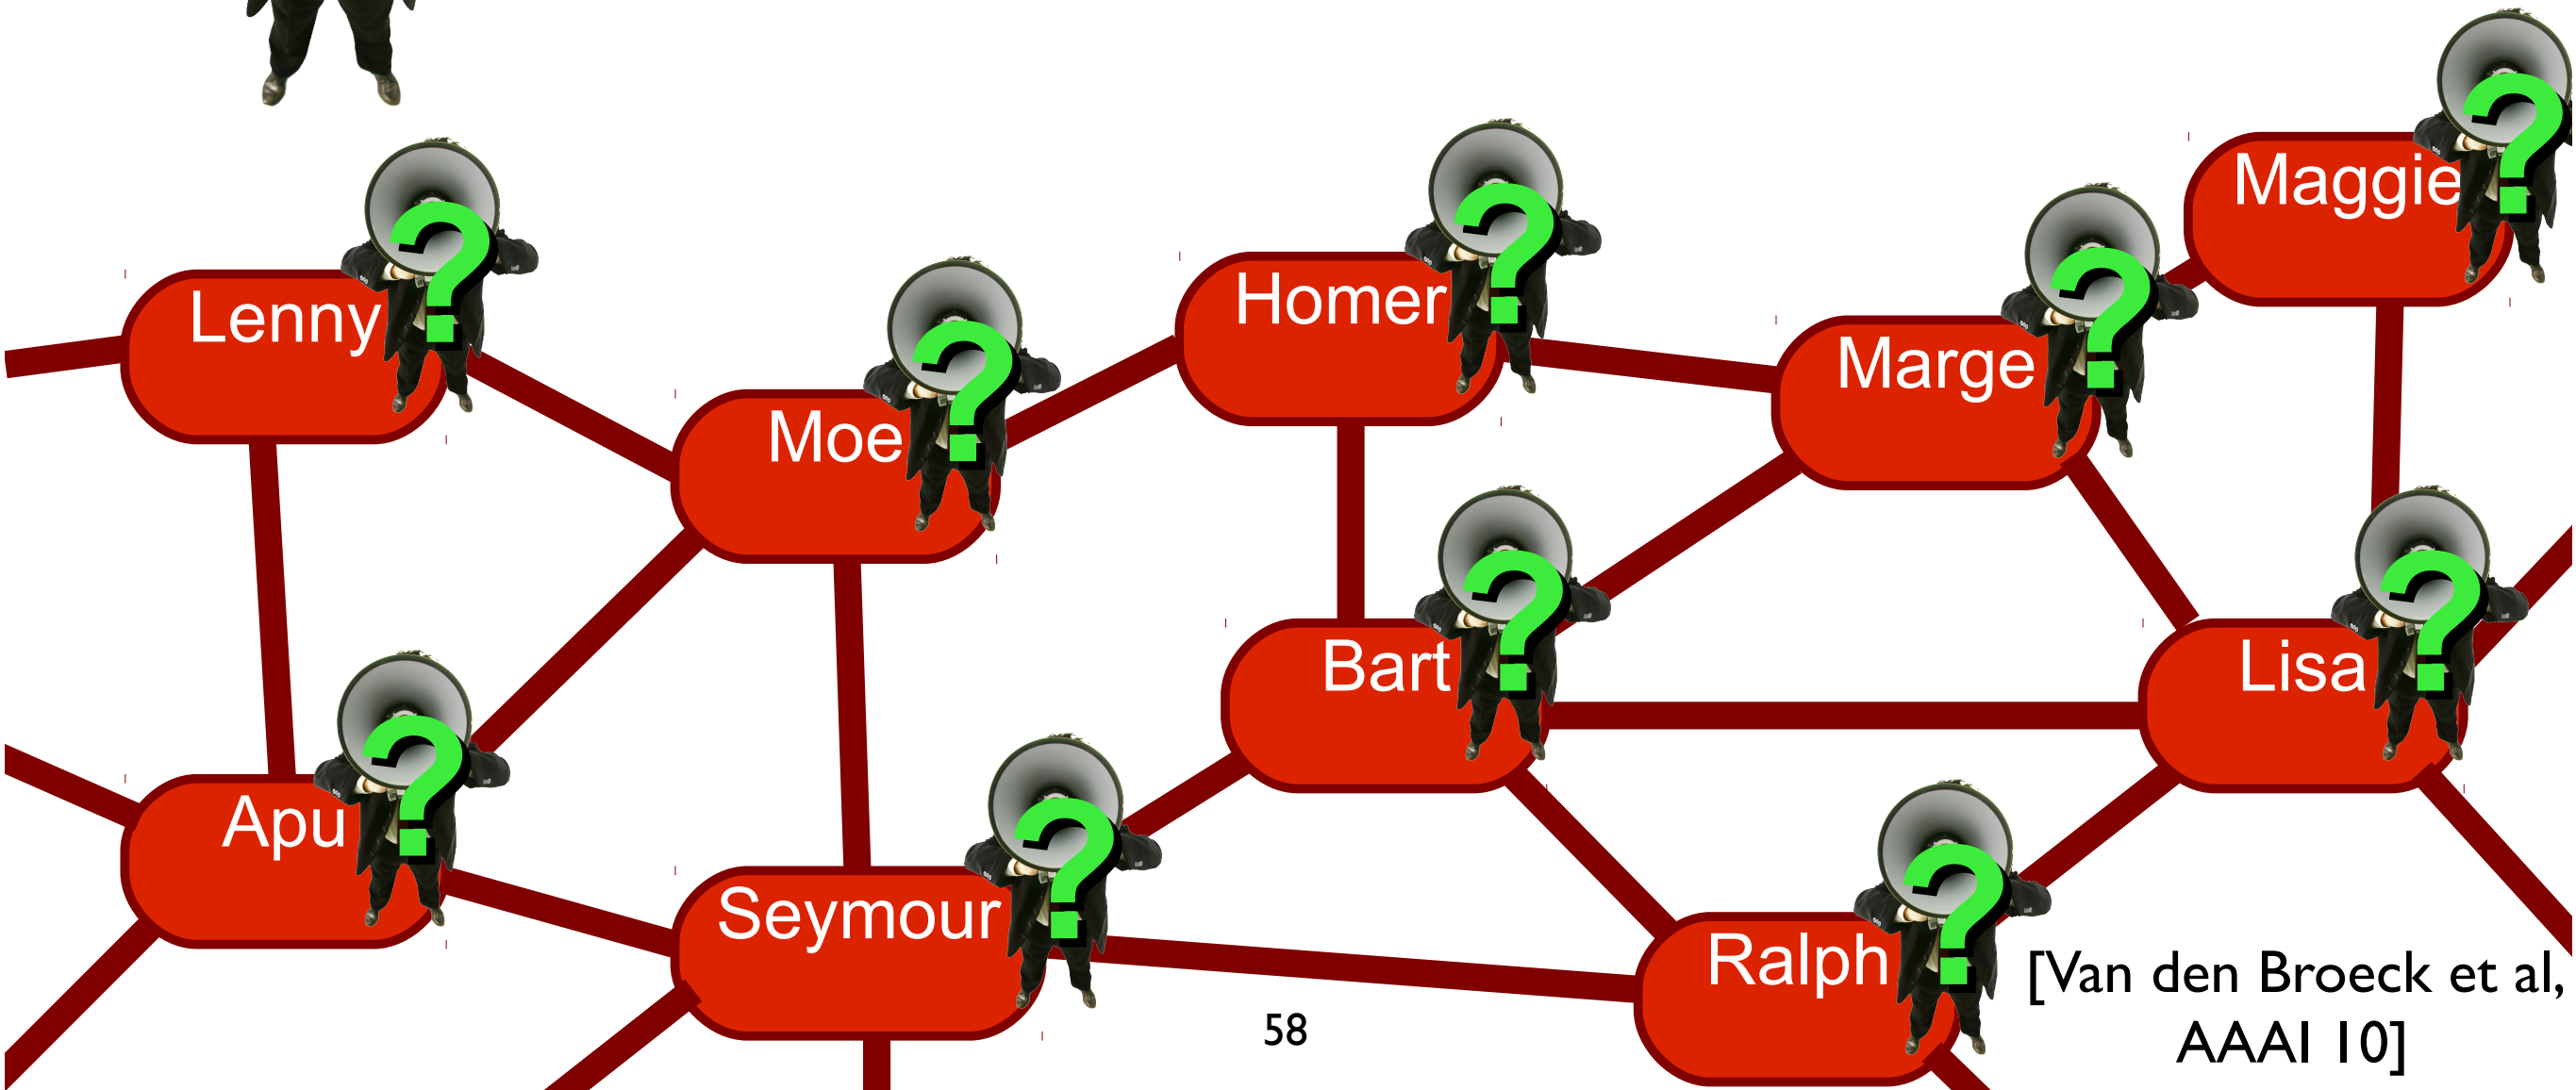 Maggie
?
?
?
?
?
Lenny
Homer
Marge
Moe
?
?
Bart
Lisa
?
?
?
Apu
Seymour
Ralph
[Van den Broeck et al,
AAAI 10]
58